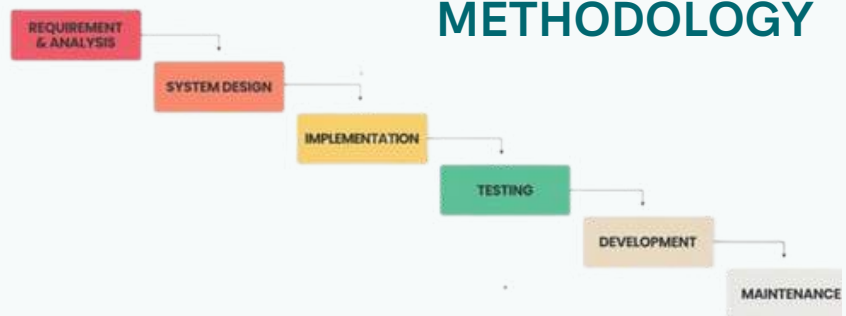 METHODOLOGY
REQUIREMENT
& ANALYSIS
SYSTEM DESIGN
IMPLEMENTATION
TESTING
DEVELOPMENT
MAINTENANCE